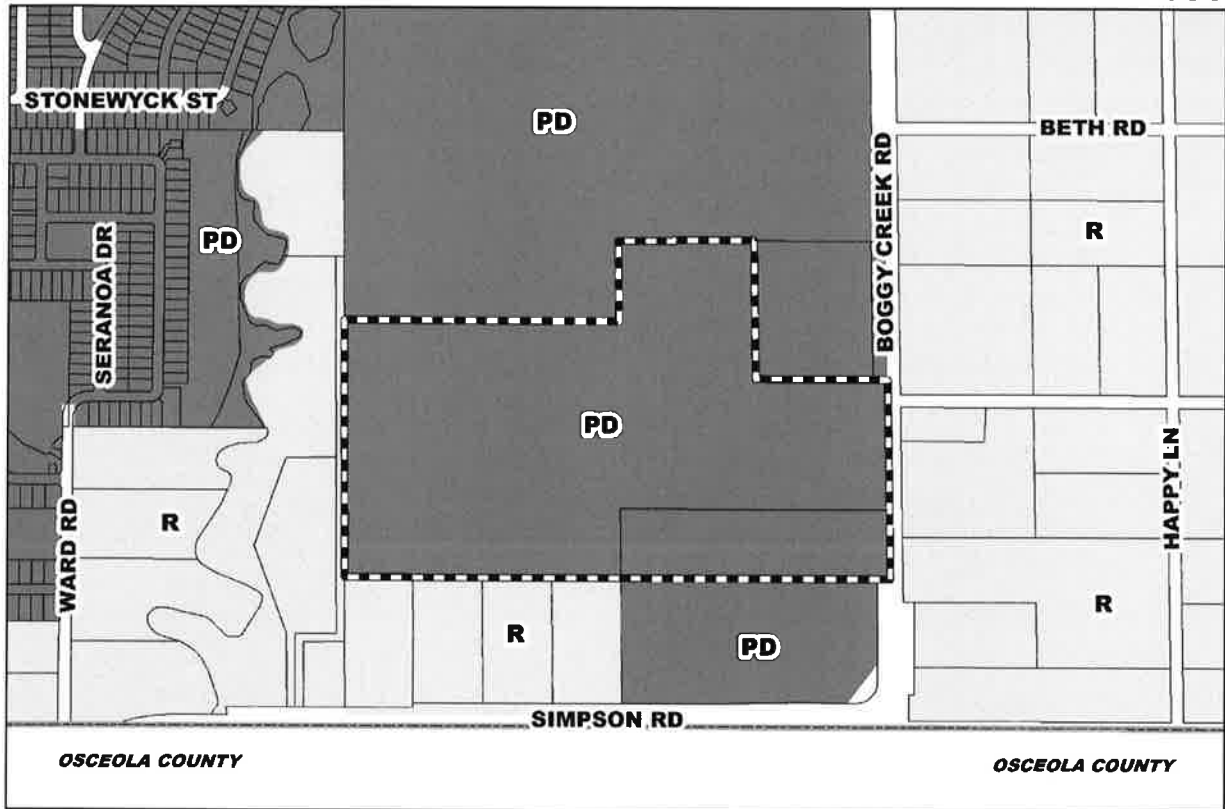 STONEWYCK ST
PD
BETH RD
BOGGY CREEK RD
R
PD
SERANOA DR
PD
HAPPY LN
WARD RD
R
R
R
PD
SIMPSON RD
OSCEOLA COUNTY
OSCEOLA COUNTY